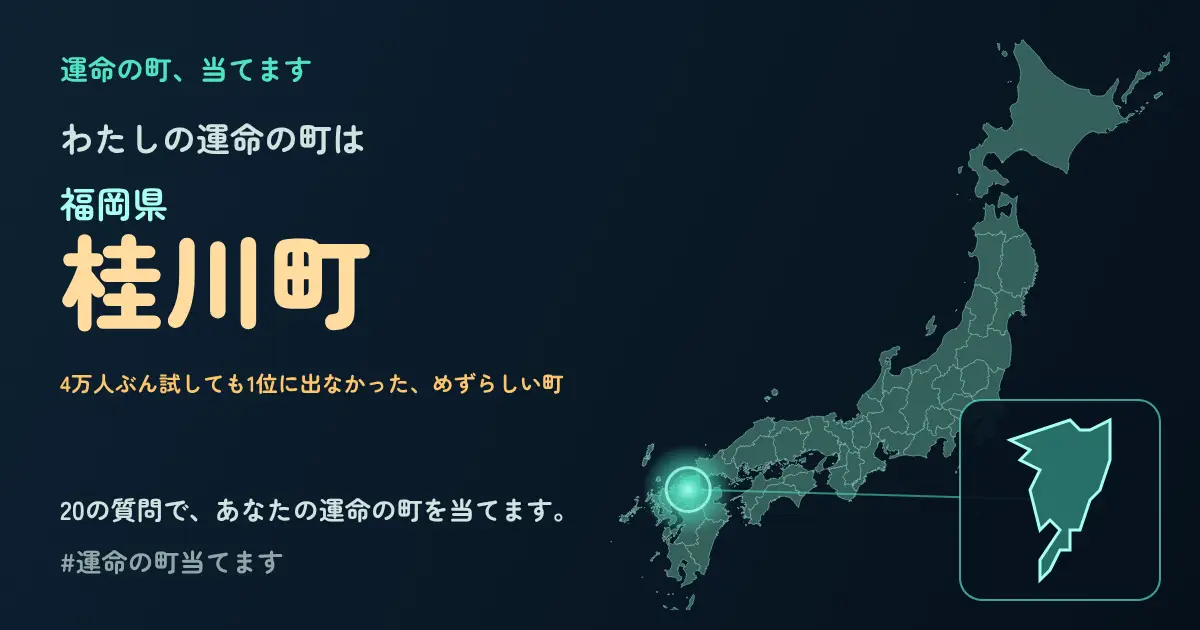 運命の町、当てます
わたしの運命の町は
福岡県
桂川町
4万人ぶん試しても1位に出なかった、めずらしい町
20の質問で、あなたの運命の町を当てます。
#運命の町当てます